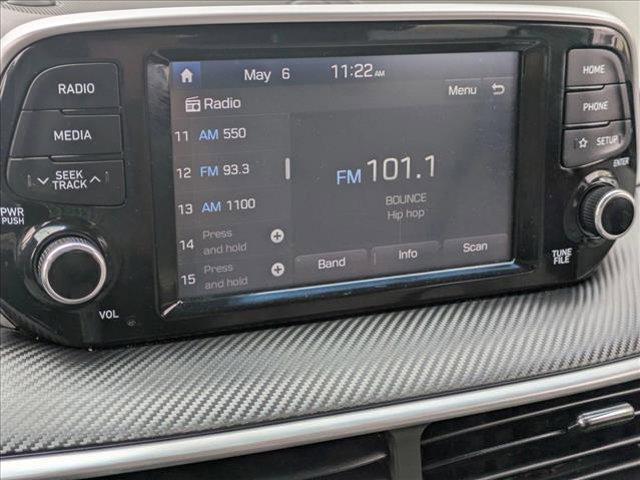 May 6 11:22 AM
RADIO
MEDIA
SEEK
TRACK
PWR
PUSH
VOL
Radio
Menu
11 AM 550
12 FM 93.3
13 AM 1100
14 Press
and hold
15 Press
and hold
FM 101.1
BOUNCE
Hip hop
Band
Info
Scan
HOME
PHONE
SETUP
ENTER
TUNE
FILE